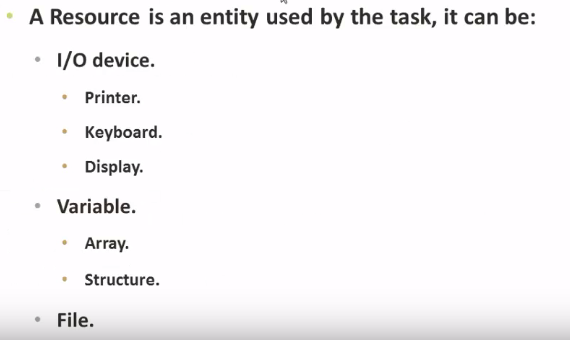 • A Resource is an entity used by the task, it can be:
• I/O device.
• Printer.
• Keyboard.
• Display.
• Variable.
• Array.
• Structure.
• File.